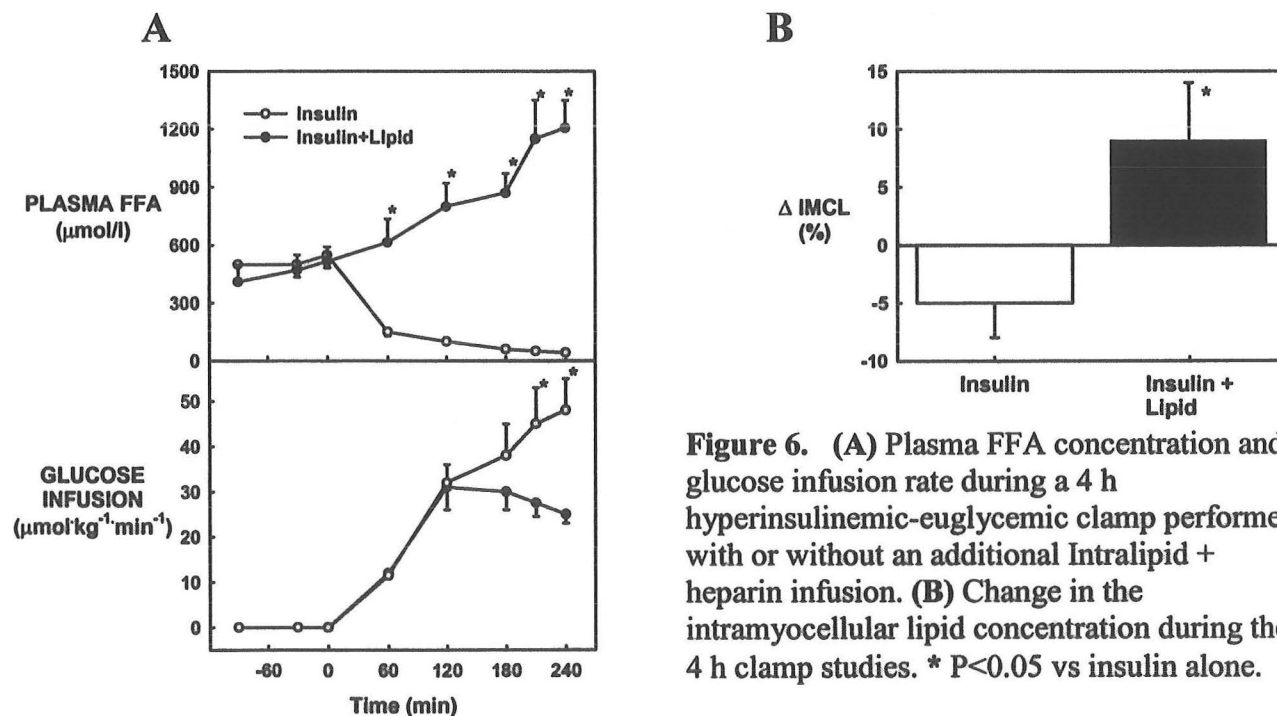 A
1500
1200
900
600
300
0
PLASMA FFA
(μmol/l)
Insulin
Insulin+Lipid
*
*
*
*
*
50
40
30
20
10
0
GLUCOSE
INFUSION
(μmol·kg⁻¹·min⁻¹)
*
*
-60
0
60
120
180
240
Time (min)
B
15
10
5
0
-5
-10
Δ IMCL
(%)
*
Insulin
Insulin +
Lipid
Figure 6. (A) Plasma FFA concentration and
glucose infusion rate during a 4 h
hyperinsulinemic-euglycemic clamp performe
with or without an additional Intralipid +
heparin infusion. (B) Change in the
intramyocellular lipid concentration during the
4 h clamp studies. * P<0.05 vs insulin alone.